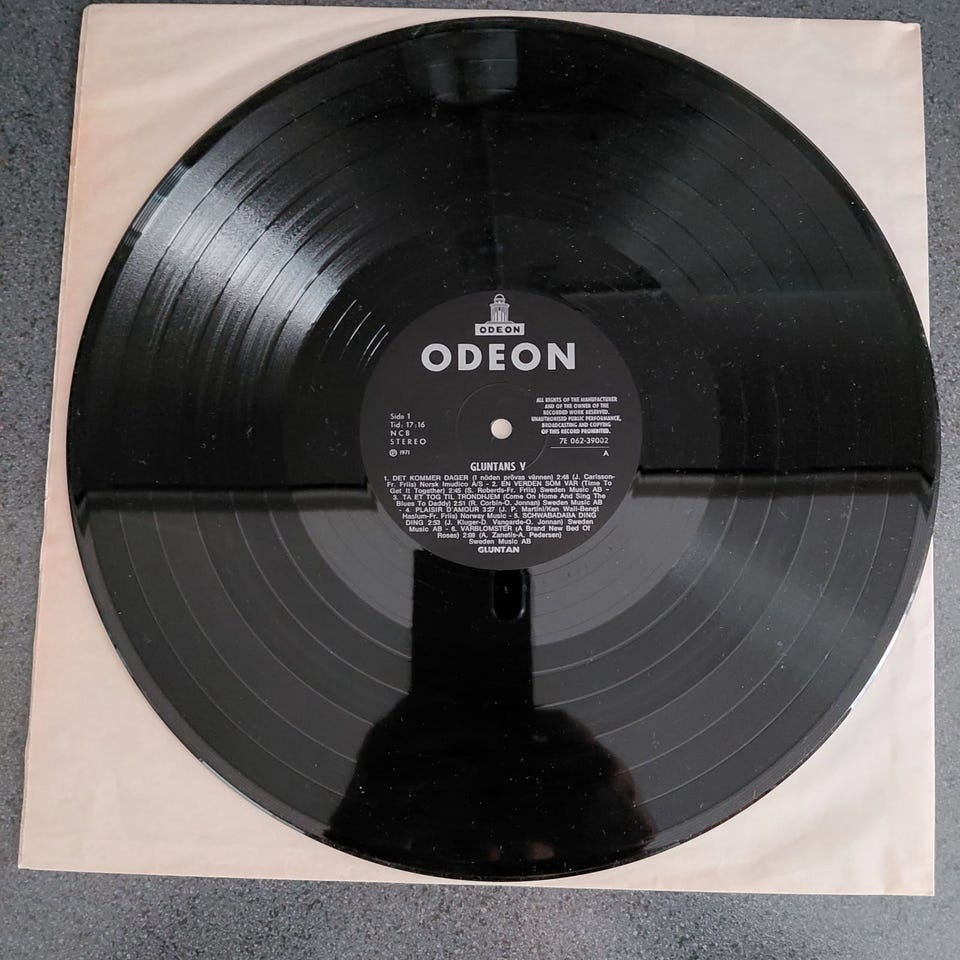 ODEON
ODEON
Side 1
Tid: 17:16
NCB
STEREO
Ⓟ 1971
ALL RIGHTS OF THE MANUFACTURER
AND OF THE OWNER OF THE
RECORDED WORK RESERVED.
UNAUTHORISED PUBLIC PERFORMANCE,
BROADCASTING AND COPYING
OF THIS RECORD PROHIBITED.
7E 062-39002
A
GLUNTANS V
1. DET KOMMER DAGER (I nöden prövas vännen) 2:48 (J. Carlsson-
Fr. Friis) Norsk Imudico A/S - 2. EN VERDEN SOM VAR (Time To
Get It Together) 2:45 (S. Roberts-Fr. Friis) Sweden Music AB -
- 3. TA ET TOG TIL TRONDHJEM (Come On Home And Sing The
Blues To Daddy) 2:51 (R. Corbin-O. Jonnan) Sweden Music AB
- 4. PLAISIR D'AMOUR 3:27 (J. P. Martini/Ken Wall-Bengt
Haslum-Fr. Friis) Norway Music - 5. SCHWABADABA DING
DING 2:53 (J. Kluger-D. Vangarde-O. Jonnan) Sweden
Music AB - 6. VÅRBLOMSTER (A Brand New Bed Of
Roses) 2:08 (A. Zanetis-A. Pedersen)
Sweden Music AB
GLUNTAN